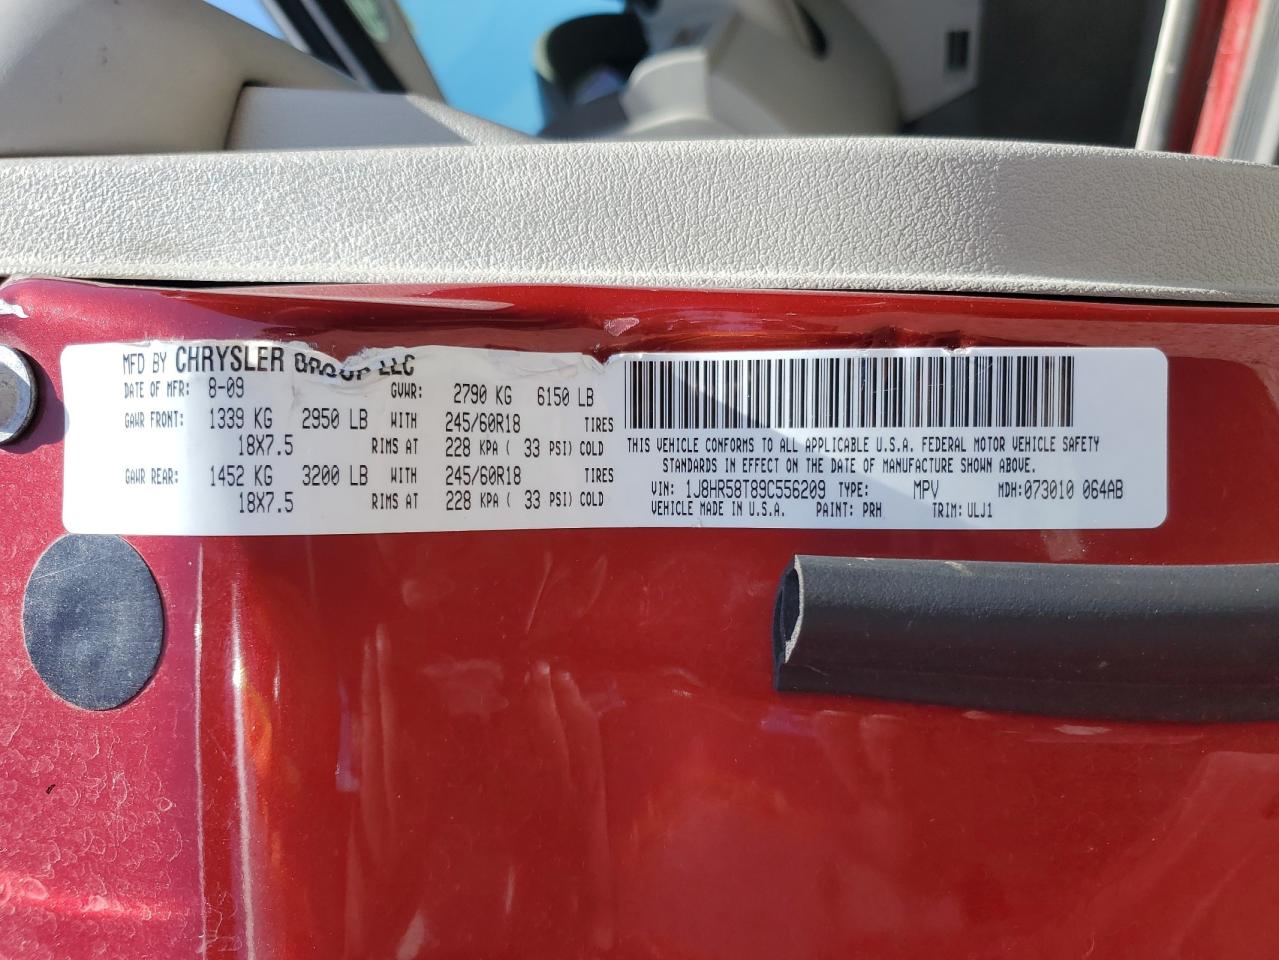 MFD BY CHRYSLER GROUP LLC
DATE OF MFR: 8-09 GVWR: 2790 KG 6150 LB
GAWR FRONT: 1339 KG 2950 LB WITH 245/60R18 TIRES
18X7.5 RIMS AT 228 KPA ( 33 PSI) COLD
GAWR REAR: 1452 KG 3200 LB WITH 245/60R18 TIRES
18X7.5 RIMS AT 228 KPA ( 33 PSI) COLD
THIS VEHICLE CONFORMS TO ALL APPLICABLE U.S.A. FEDERAL MOTOR VEHICLE SAFETY
STANDARDS IN EFFECT ON THE DATE OF MANUFACTURE SHOWN ABOVE.
VIN: 1J8HR58T89C556209 TYPE: MPV MDH:073010 064AB
VEHICLE MADE IN U.S.A. PAINT: PRH TRIM: ULJ1